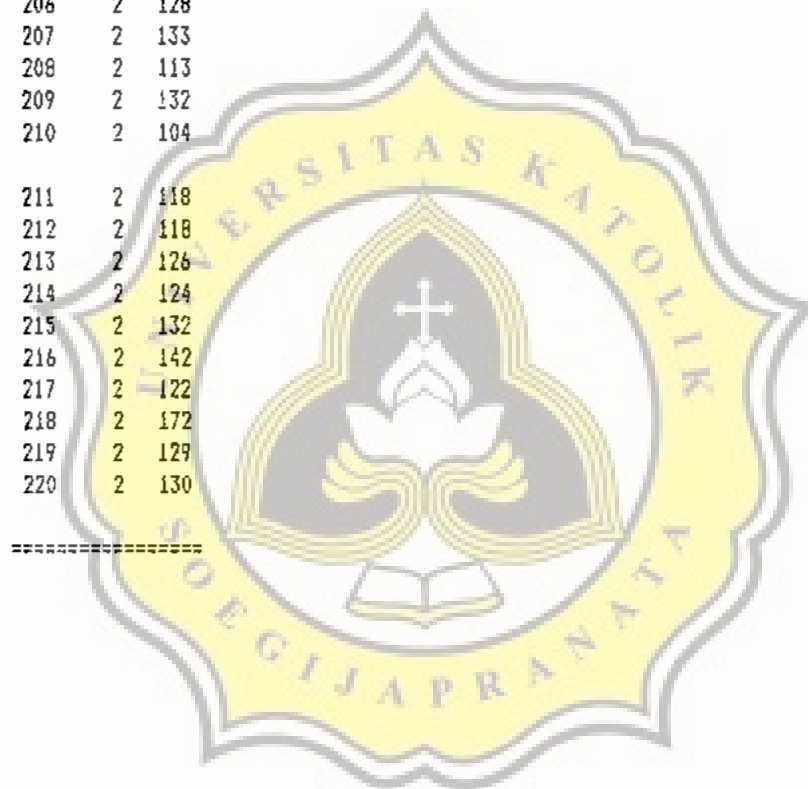 206 2 128
207 2 133
208 2 113
209 2 132
210 2 104
211 2 118
212 2 118
213 2 126
214 2 124
215 2 132
216 2 142
217 2 122
218 2 172
219 2 129
220 2 130
==================
UNIVERSITAS KATOLIK
SOEGIJAPRANATA